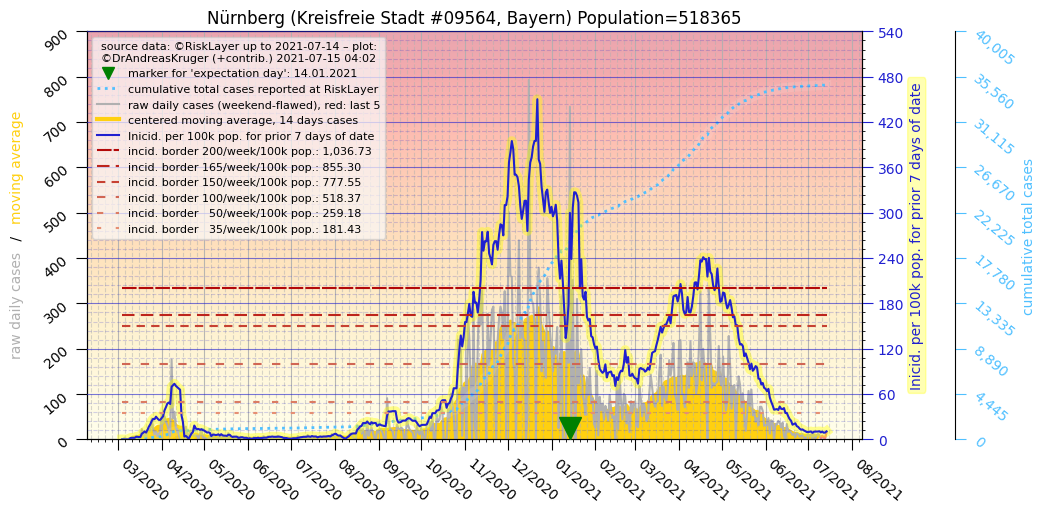 Nürnberg (Kreisfreie Stadt #09564, Bayern) Population=518365
source data: ©RiskLayer up to 2021-07-14 – plot:
©DrAndreasKruger (+contrib.) 2021-07-15 04:02
marker for 'expectation day': 14.01.2021
cumulative total cases reported at RiskLayer
raw daily cases (weekend-flawed), red: last 5
centered moving average, 14 days cases
Inicid. per 100k pop. for prior 7 days of date
incid. border 200/week/100k pop.: 1,036.73
incid. border 165/week/100k pop.: 855.30
incid. border 150/week/100k pop.: 777.55
incid. border 100/week/100k pop.: 518.37
incid. border   50/week/100k pop.: 259.18
incid. border   35/week/100k pop.: 181.43
raw daily cases  /  moving average
900
800
700
600
500
400
300
200
100
0
03/2020
04/2020
05/2020
06/2020
07/2020
08/2020
09/2020
10/2020
11/2020
12/2020
01/2021
02/2021
03/2021
04/2021
05/2021
06/2021
07/2021
08/2021
540
480
420
360
300
240
180
120
60
0
Inicid. per 100k pop. for prior 7 days of date
40,005
35,560
31,115
26,670
22,225
17,780
13,335
8,890
4,445
0
cumulative total cases